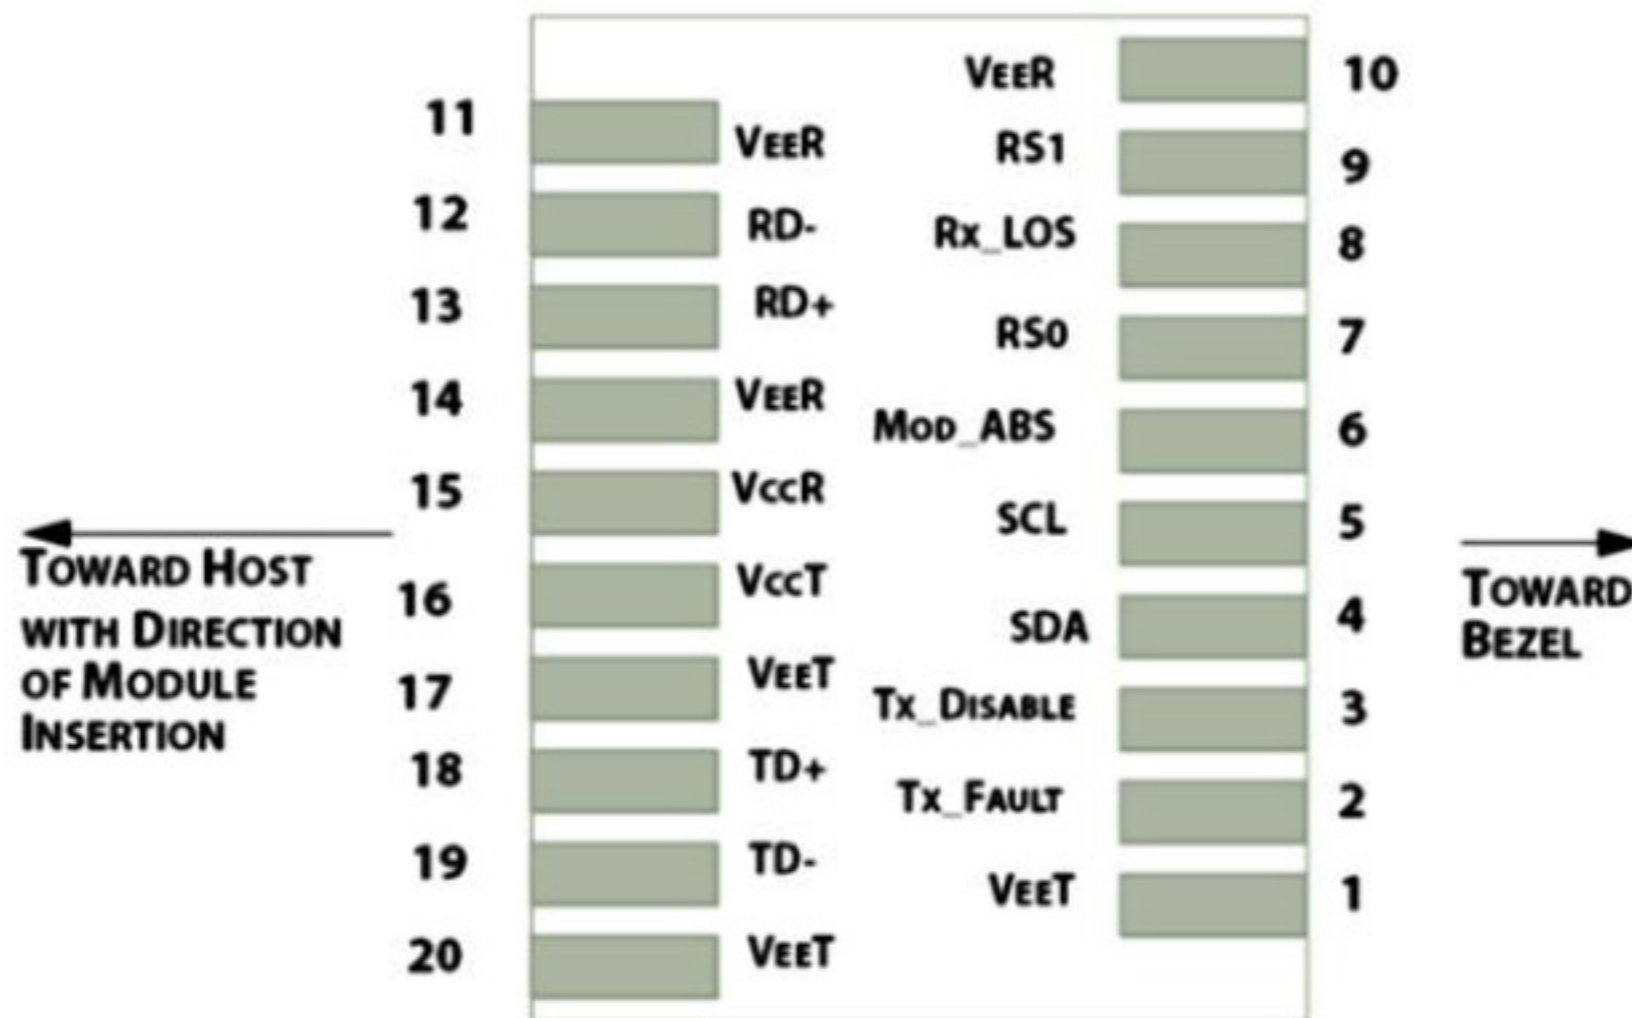 VEER 10
11 VEER RS1 9
12 RD- Rx_LOS 8
13 RD+ RS0 7
14 VEER MOD_ABS 6
15 VCCR SCL 5
16 VCCT SDA 4
17 VEET TX_DISABLE 3
18 TD+ TX_FAULT 2
19 TD- VEET 1
20 VEET
TOWARD HOST
WITH DIRECTION
OF MODULE
INSERTION
TOWARD
BEZEL